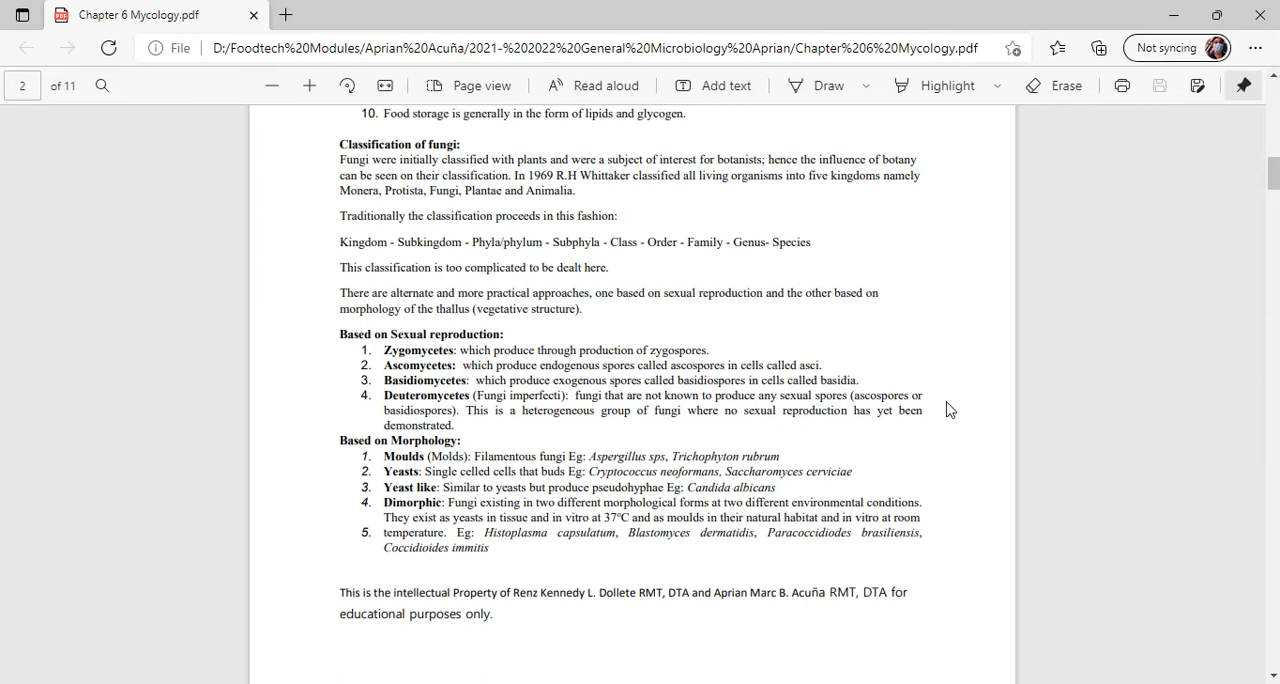 Chapter 6 Mycology.pdf
File
D:/Foodtech%20Modules/Aprian%20Acuña/2021-%202022%20General%20Microbiology%20Aprian/Chapter%206%20Mycology.pdf
Not syncing
2 of 11
Page view
Read aloud
Add text
Draw
Highlight
Erase
10. Food storage is generally in the form of lipids and glycogen.
Classification of fungi:
Fungi were initially classified with plants and were a subject of interest for botanists; hence the influence of botany
can be seen on their classification. In 1969 R.H Whittaker classified all living organisms into five kingdoms namely
Monera, Protista, Fungi, Plantae and Animalia.
Traditionally the classification proceeds in this fashion:
Kingdom - Subkingdom - Phyla/phylum - Subphyla - Class - Order - Family - Genus- Species
This classification is too complicated to be dealt here.
There are alternate and more practical approaches, one based on sexual reproduction and the other based on
morphology of the thallus (vegetative structure).
Based on Sexual reproduction:
1. Zygomycetes: which produce through production of zygospores.
2. Ascomycetes: which produce endogenous spores called ascospores in cells called asci.
3. Basidiomycetes: which produce exogenous spores called basidiospores in cells called basidia.
4. Deuteromycetes (Fungi imperfecti): fungi that are not known to produce any sexual spores (ascospores or
basidiospores). This is a heterogeneous group of fungi where no sexual reproduction has yet been
demonstrated.
Based on Morphology:
1. Moulds (Molds): Filamentous fungi Eg: Aspergillus sps, Trichophyton rubrum
2. Yeasts: Single celled cells that buds Eg: Cryptococcus neoformans, Saccharomyces cerviciae
3. Yeast like: Similar to yeasts but produce pseudohyphae Eg: Candida albicans
4. Dimorphic: Fungi existing in two different morphological forms at two different environmental conditions.
They exist as yeasts in tissue and in vitro at 37ºC and as moulds in their natural habitat and in vitro at room
5. temperature. Eg: Histoplasma capsulatum, Blastomyces dermatidis, Paracoccidiodes brasiliensis,
Coccidioides immitis
This is the intellectual Property of Renz Kennedy L. Dollete RMT, DTA and Aprian Marc B. Acuña RMT, DTA for
educational purposes only.